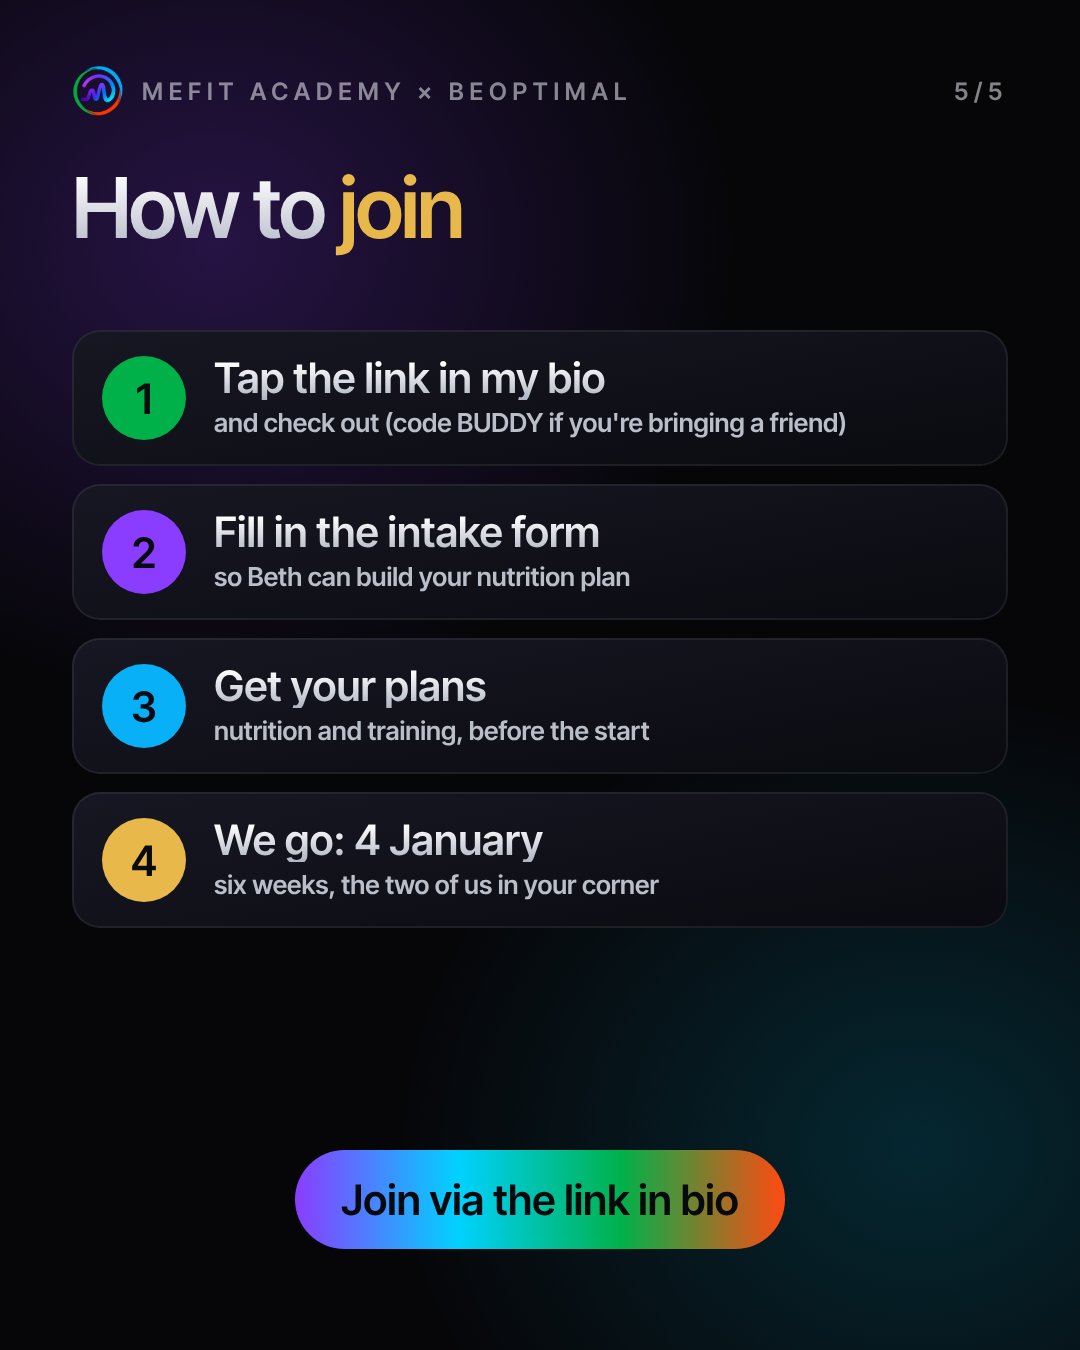 MEFIT ACADEMY × BEOPTIMAL
5/5
How to join
1
Tap the link in my bio
and check out (code BUDDY if you're bringing a friend)
2
Fill in the intake form
so Beth can build your nutrition plan
3
Get your plans
nutrition and training, before the start
4
We go: 4 January
six weeks, the two of us in your corner
Join via the link in bio